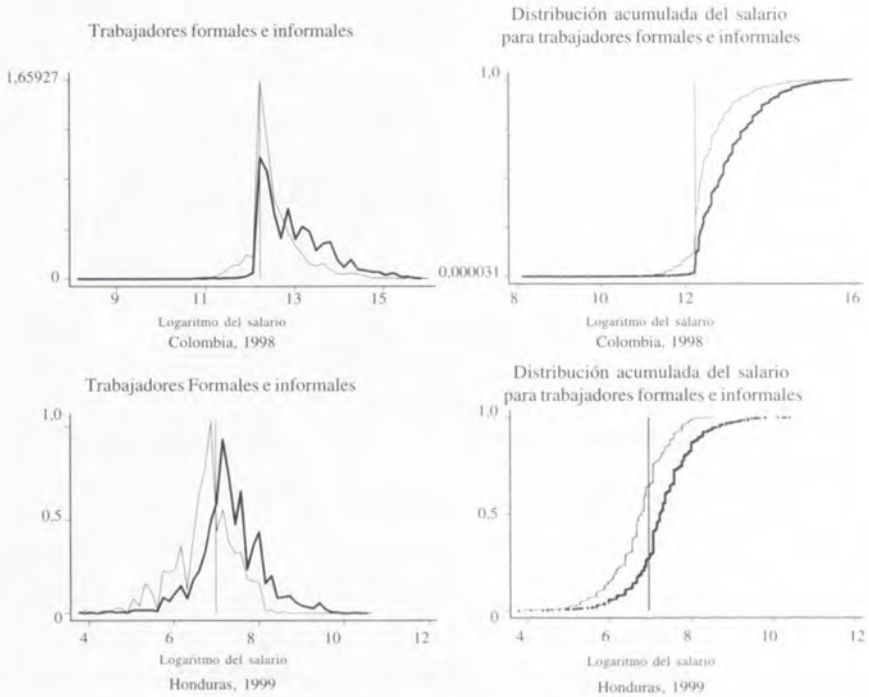 Trabajadores formales e informales
1,65927
0
9 11 13 15
Logaritmo del salario
Colombia, 1998
Distribución acumulada del salario
para trabajadores formales e informales
1,0
0,000031
8 10 12 16
Logaritmo del salario
Colombia, 1998
Trabajadores Formales e informales
1,0
0,5
0
4 6 8 10 12
Logaritmo del salario
Honduras, 1999
Distribución acumulada del salario
para trabajadores formales e informales
1,0
0,5
0
4 6 8 10 12
Logaritmo del salario
Honduras, 1999